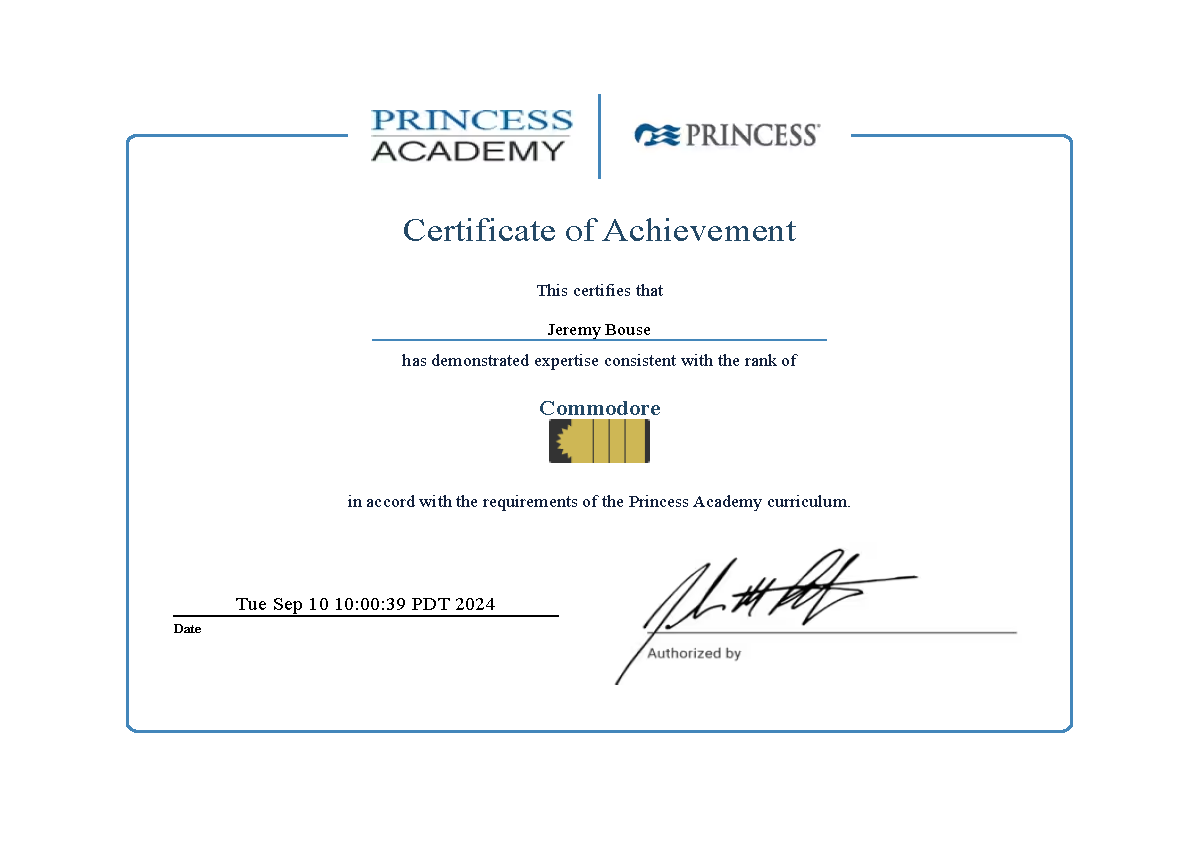 PRINCESS
ACADEMY
PRINCESS®
Certificate of Achievement
This certifies that
Jeremy Bouse
has demonstrated expertise consistent with the rank of
Commodore
in accord with the requirements of the Princess Academy curriculum.
Tue Sep 10 10:00:39 PDT 2024
Date
Authorized by